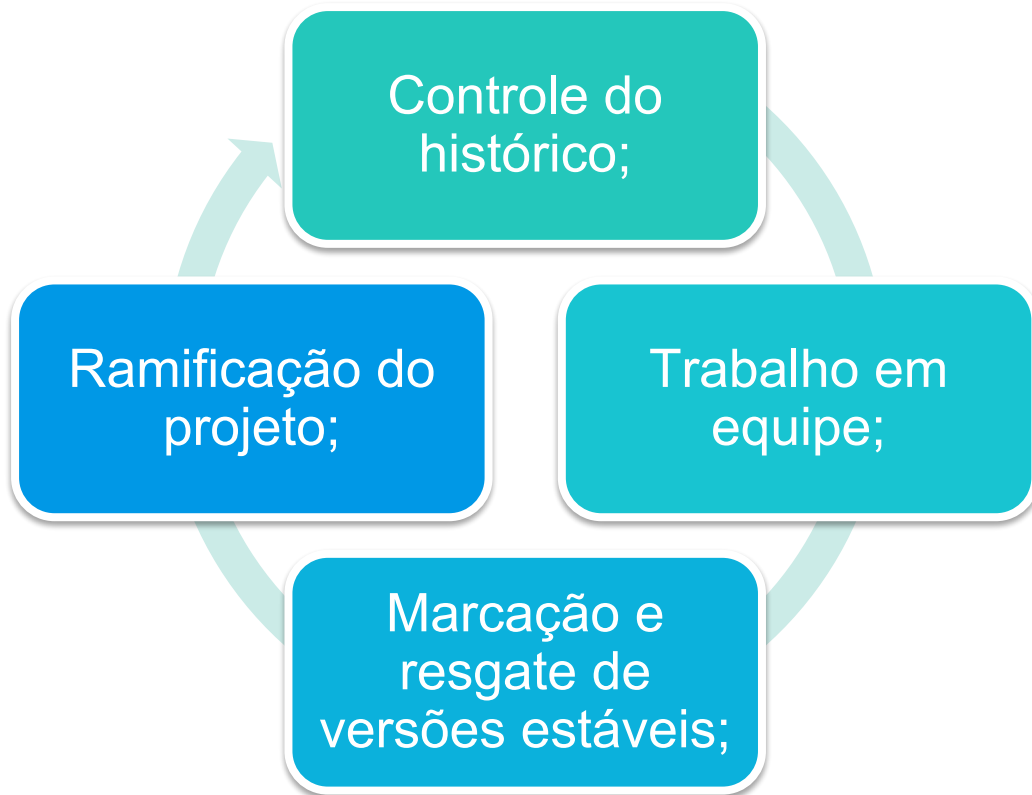 Controle do
histórico;
Ramificação do
projeto;
Trabalho em
equipe;
Marcação e
resgate de
versões estáveis;